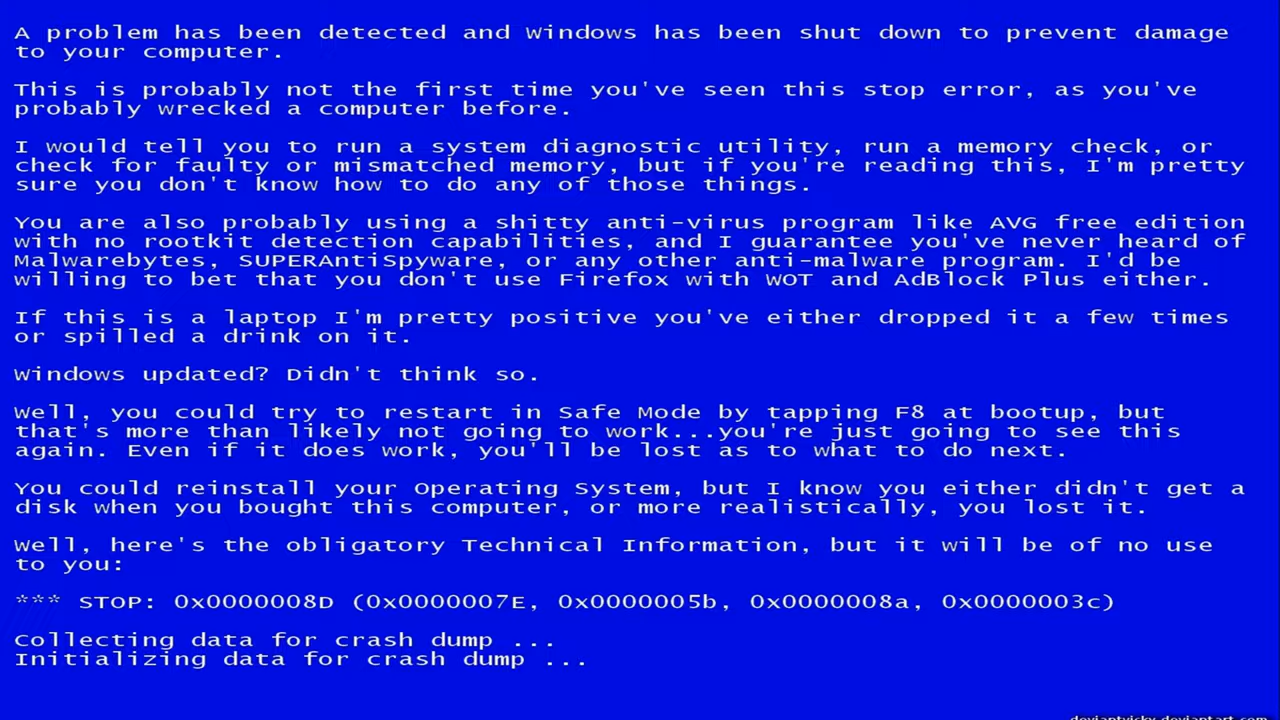 A problem has been detected and Windows has been shut down to prevent damage
to your computer.
This is probably not the first time you've seen this stop error, as you've
probably wrecked a computer before.
I would tell you to run a system diagnostic utility, run a memory check, or
check for faulty or mismatched memory, but if you're reading this, I'm pretty
sure you don't know how to do any of those things.
You are also probably using a shitty anti-virus program like AVG free edition
with no rootkit detection capabilities, and I guarantee you've never heard of
Malwarebytes, SUPERAntiSpyware, or any other anti-malware program. I'd be
willing to bet that you don't use Firefox with WOT and AdBlock Plus either.
If this is a laptop I'm pretty positive you've either dropped it a few times
or spilled a drink on it.
Windows updated? Didn't think so.
Well, you could try to restart in Safe Mode by tapping F8 at bootup, but
that's more than likely not going to work...you're just going to see this
again. Even if it does work, you'll be lost as to what to do next.
You could reinstall your Operating System, but I know you either didn't get a
disk when you bought this computer, or more realistically, you lost it.
Well, here's the obligatory Technical Information, but it will be of no use
to you:
*** STOP: 0x0000008D (0x0000007E, 0x0000005b, 0x0000008a, 0x0000003c)
Collecting data for crash dump ...
Initializing data for crash dump ...